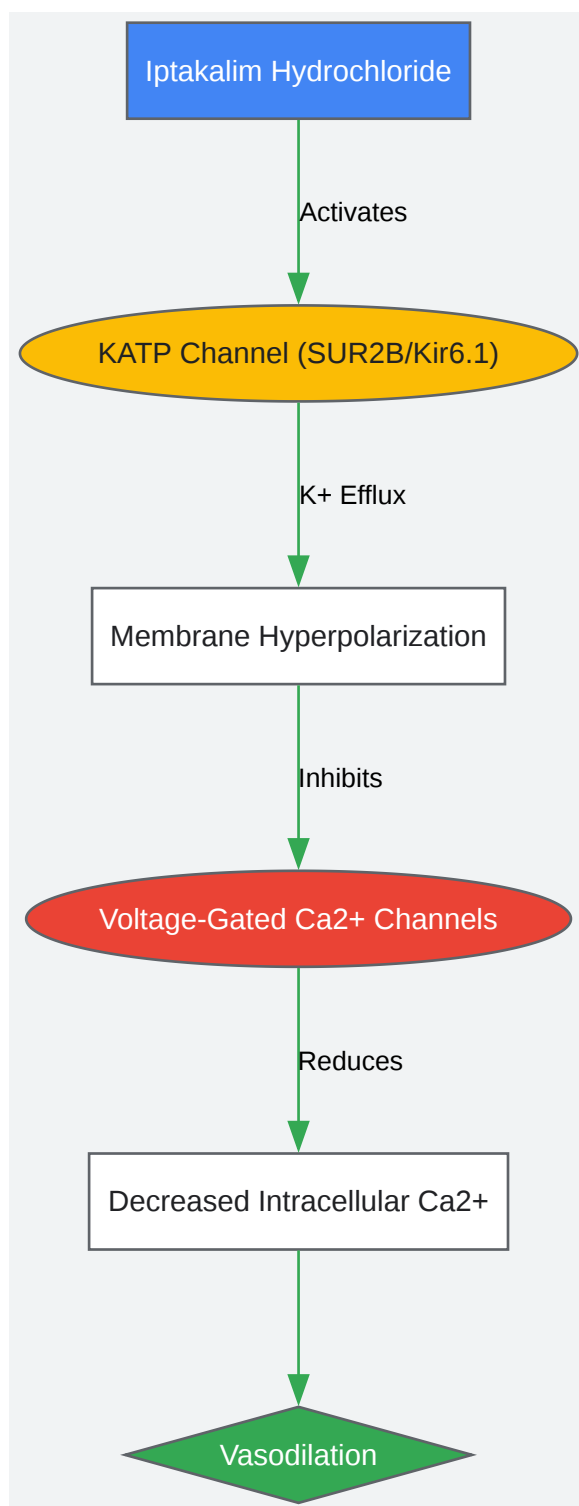 Iptakalim Hydrochloride
Activates
KATP Channel (SUR2B/Kir6.1)
K+ Efflux
Membrane Hyperpolarization
Inhibits
Voltage-Gated Ca2+ Channels
Reduces
Decreased Intracellular Ca2+
Vasodilation